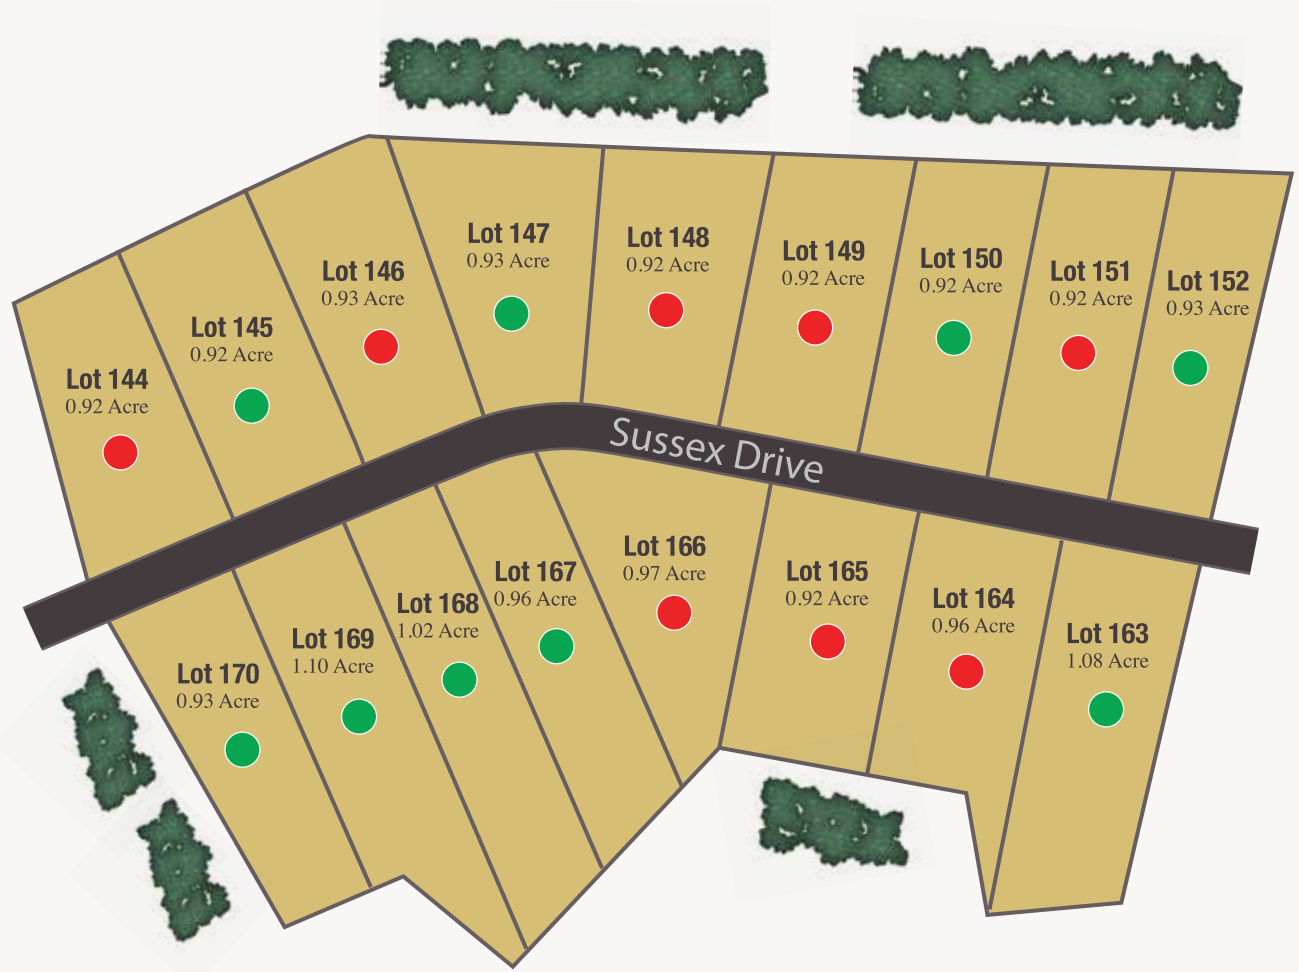 Lot 144
0.92 Acre
Lot 145
0.92 Acre
Lot 146
0.93 Acre
Lot 147
0.93 Acre
Lot 148
0.92 Acre
Lot 149
0.92 Acre
Lot 150
0.92 Acre
Lot 151
0.92 Acre
Lot 152
0.93 Acre
Sussex Drive
Lot 170
0.93 Acre
Lot 169
1.10 Acre
Lot 168
1.02 Acre
Lot 167
0.96 Acre
Lot 166
0.97 Acre
Lot 165
0.92 Acre
Lot 164
0.96 Acre
Lot 163
1.08 Acre